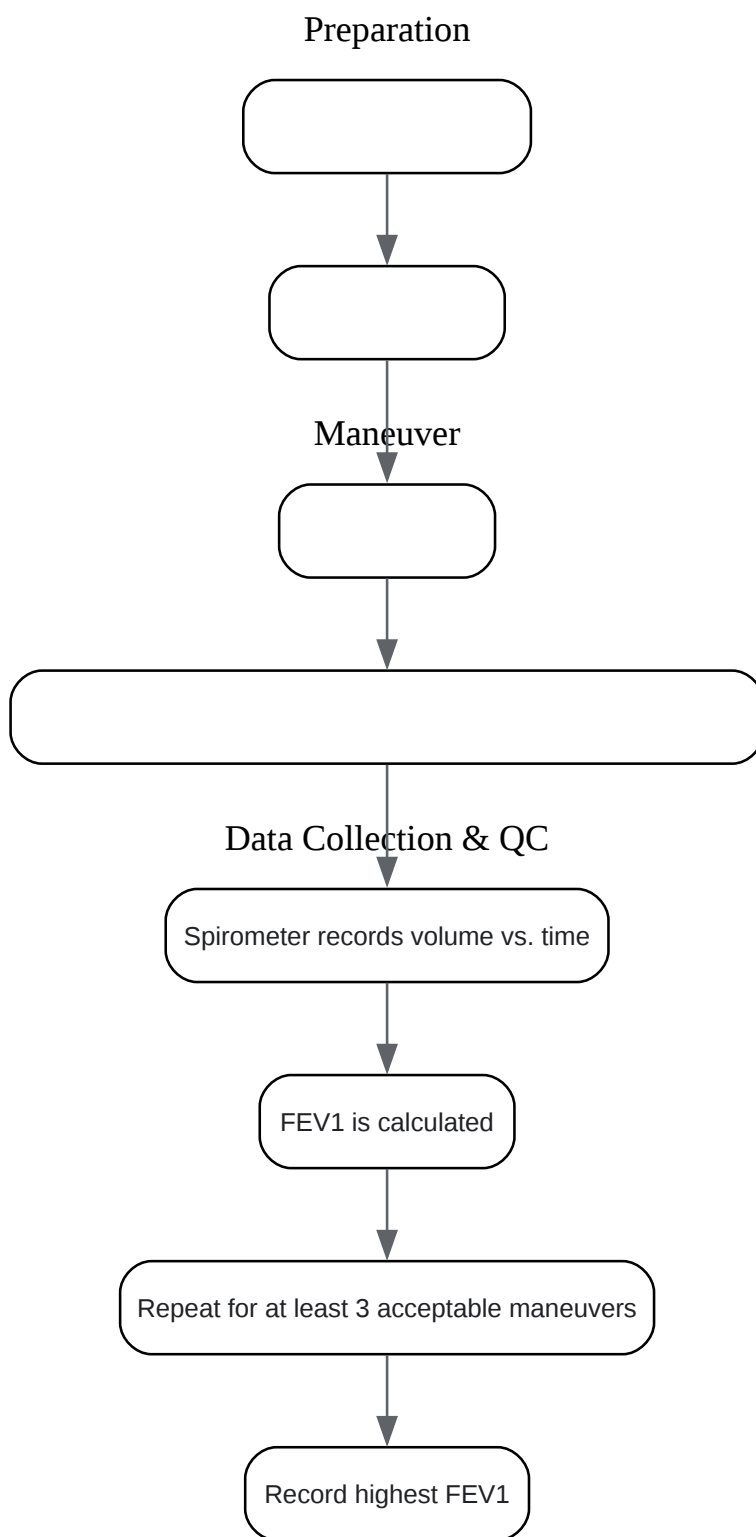 Preparation
Maneuver
Data Collection & QC
Spirometer records volume vs. time
FEV1 is calculated
Repeat for at least 3 acceptable maneuvers
Record highest FEV1